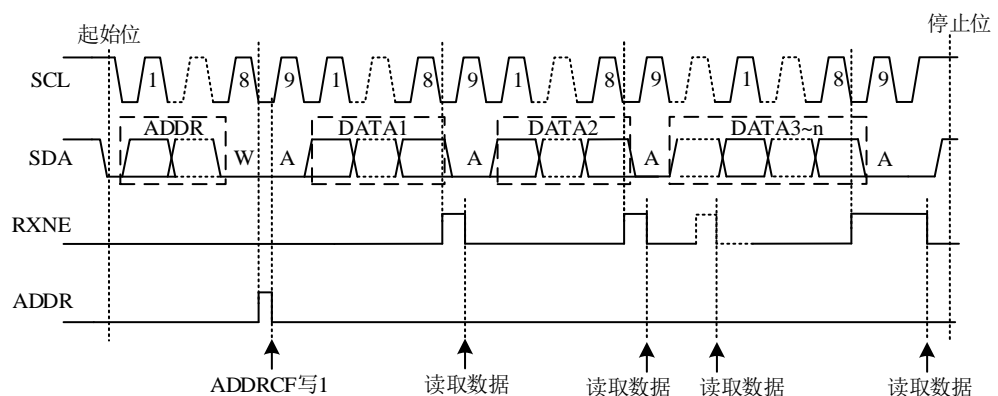 起始位
停止位
SCL 1 8 9 1 8 9 1 8 9 1 8 9
ADDR DATA1 DATA2 DATA3~n
SDA W A A A A
RXNE
ADDR
ADDRCF写1 读取数据 读取数据 读取数据 读取数据